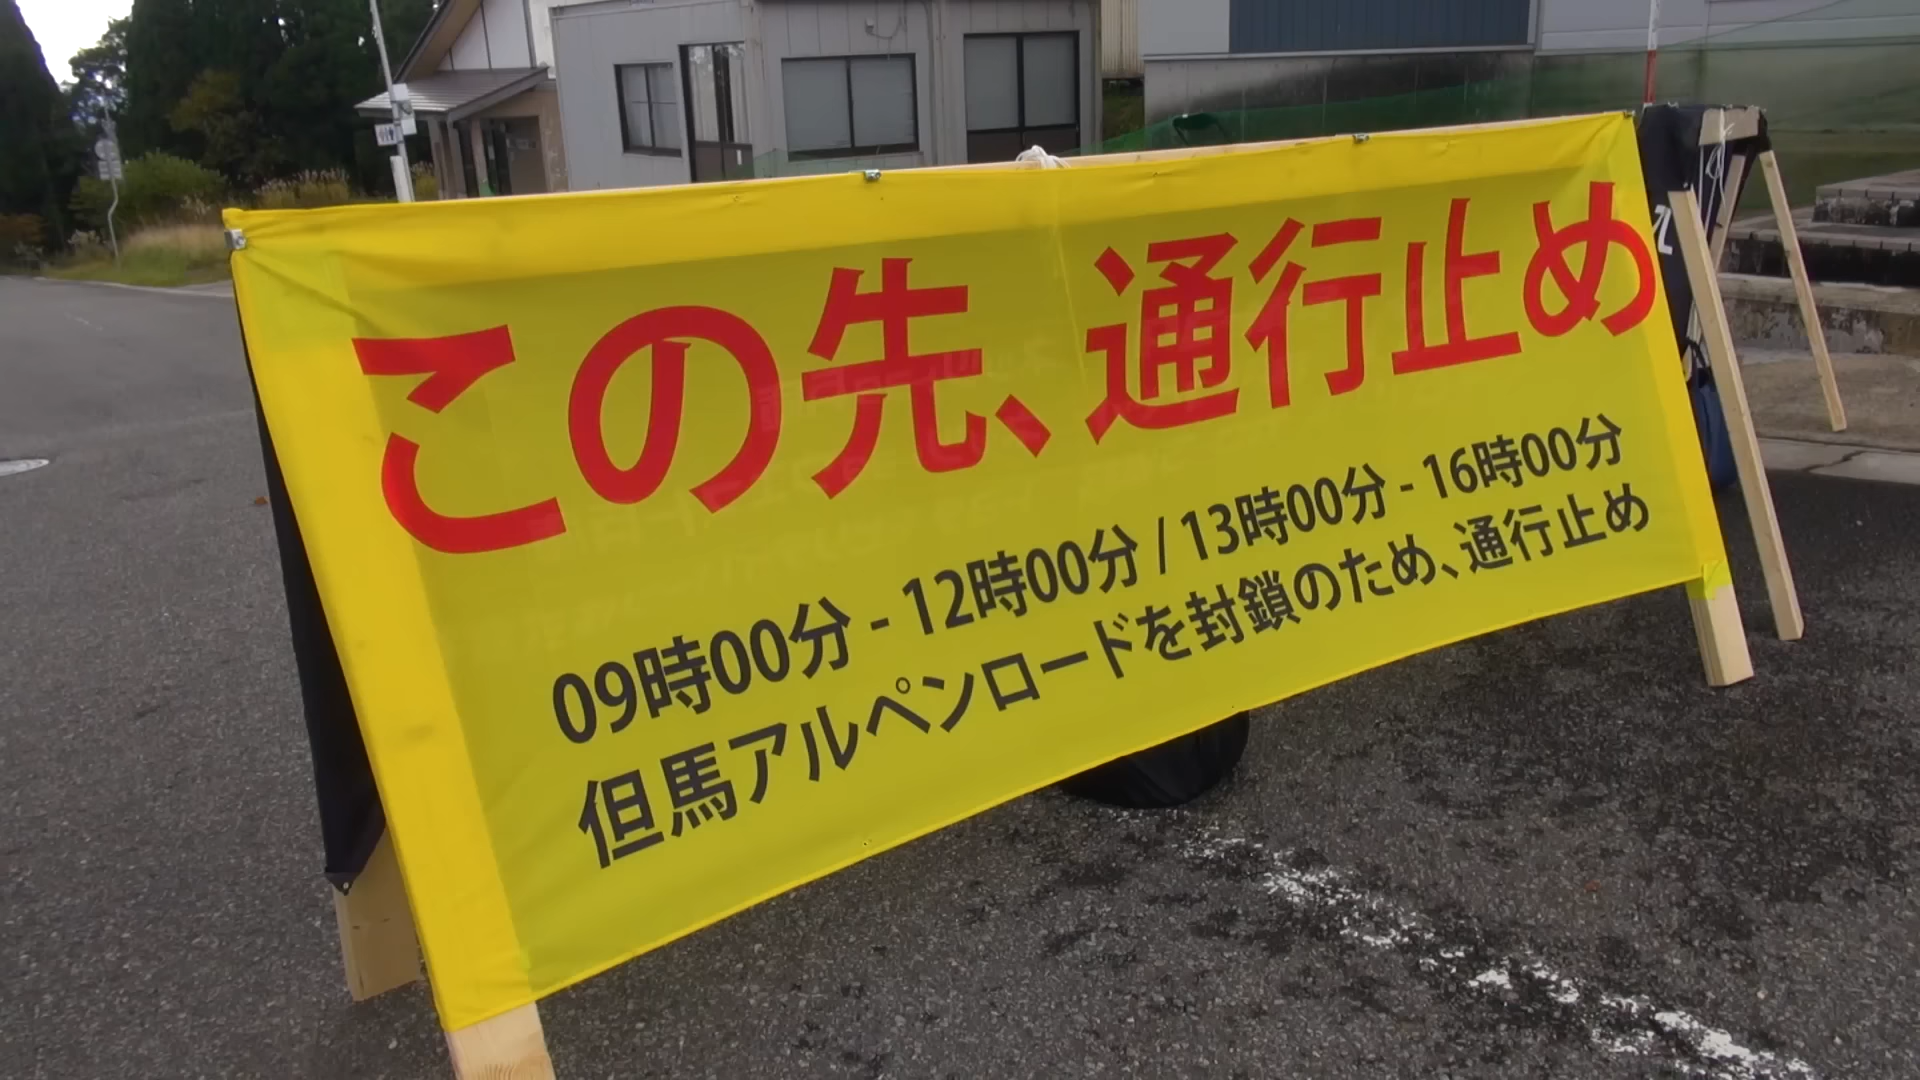 この先、通行止め
09時00分 - 12時00分 / 13時00分 - 16時00分
但馬アルペンロードを封鎖のため、通行止め